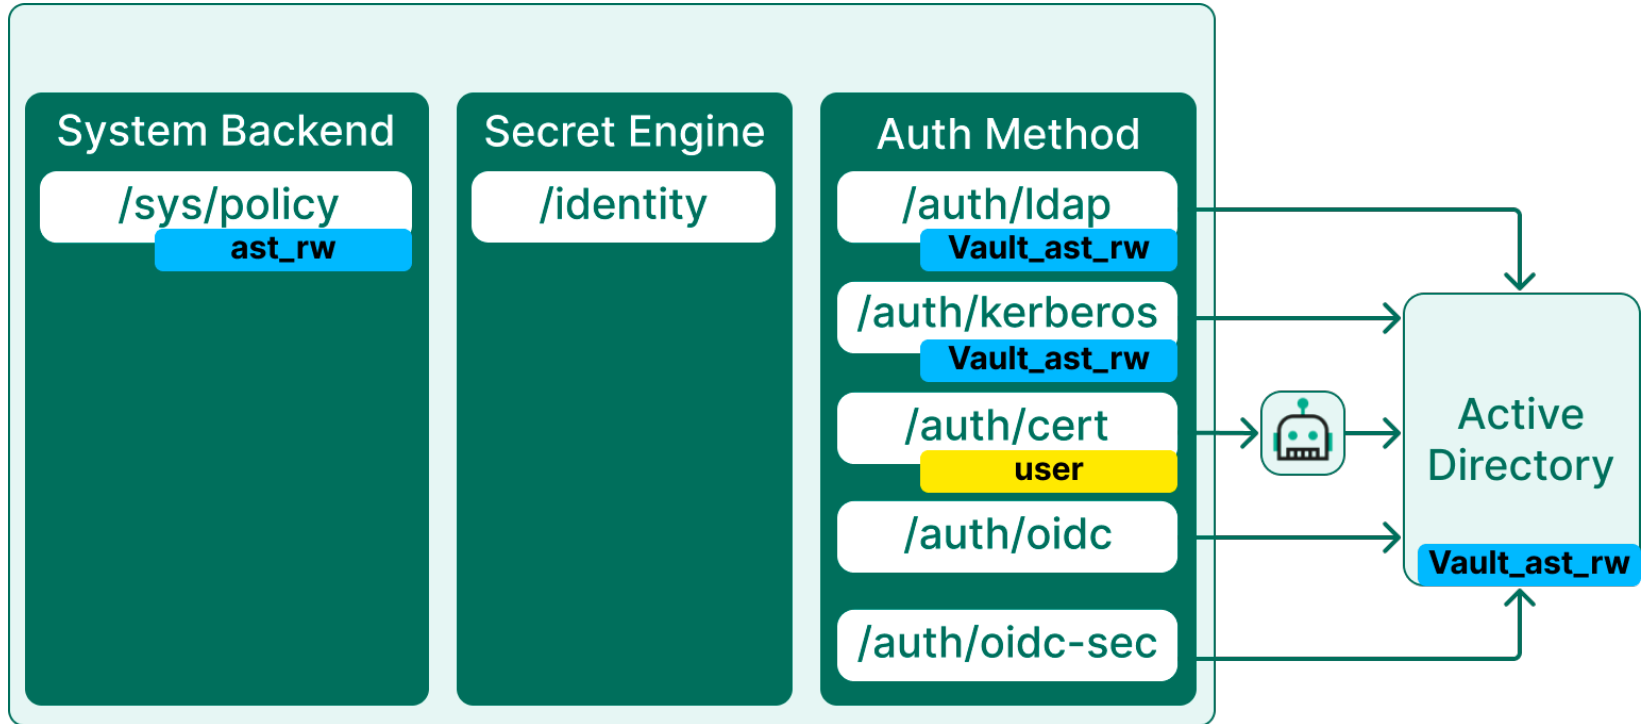 System Backend
/sys/policy
ast_rw
Secret Engine
/identity
Auth Method
/auth/ldap
Vault_ast_rw
/auth/kerberos
Vault_ast_rw
/auth/cert
user
/auth/oidc
/auth/oidc-sec
Active
Directory
Vault_ast_rw